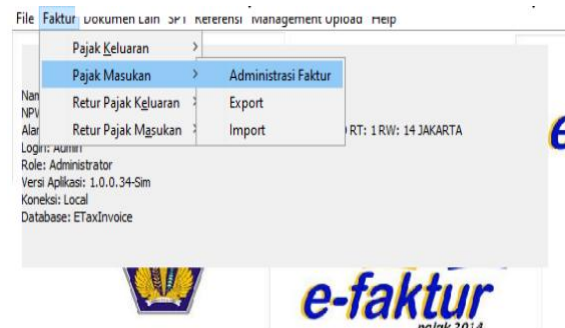 File Faktur Dokumen Lain SPT Referensi Management Upload Help
Pajak Keluaran >
Pajak Masukan >
Retur Pajak Keluaran >
Retur Pajak Masukan >
Administrasi Faktur
Export
Import
RT: 1 RW: 14 JAKARTA
Login: Admin
Role: Administrator
Versi Aplikasi: 1.0.0.34-Sim
Koneksi: Local
Database: ETaxInvoice
e-faktur
pajak 2014